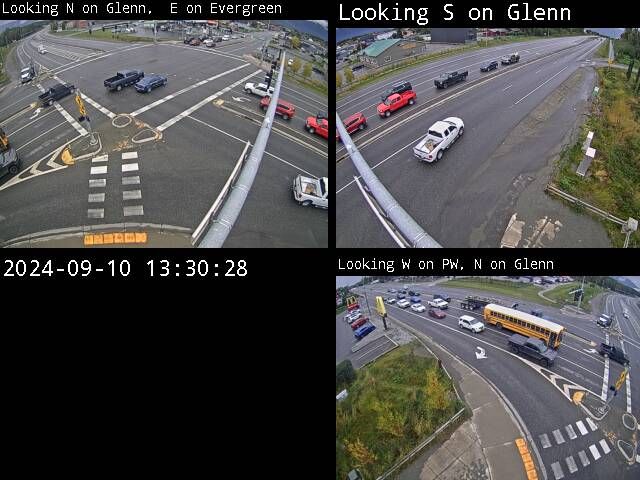 Looking N on Glenn, E on Evergreen
Looking S on Glenn
2024-09-10 13:30:28
Looking W on PW, N on Glenn